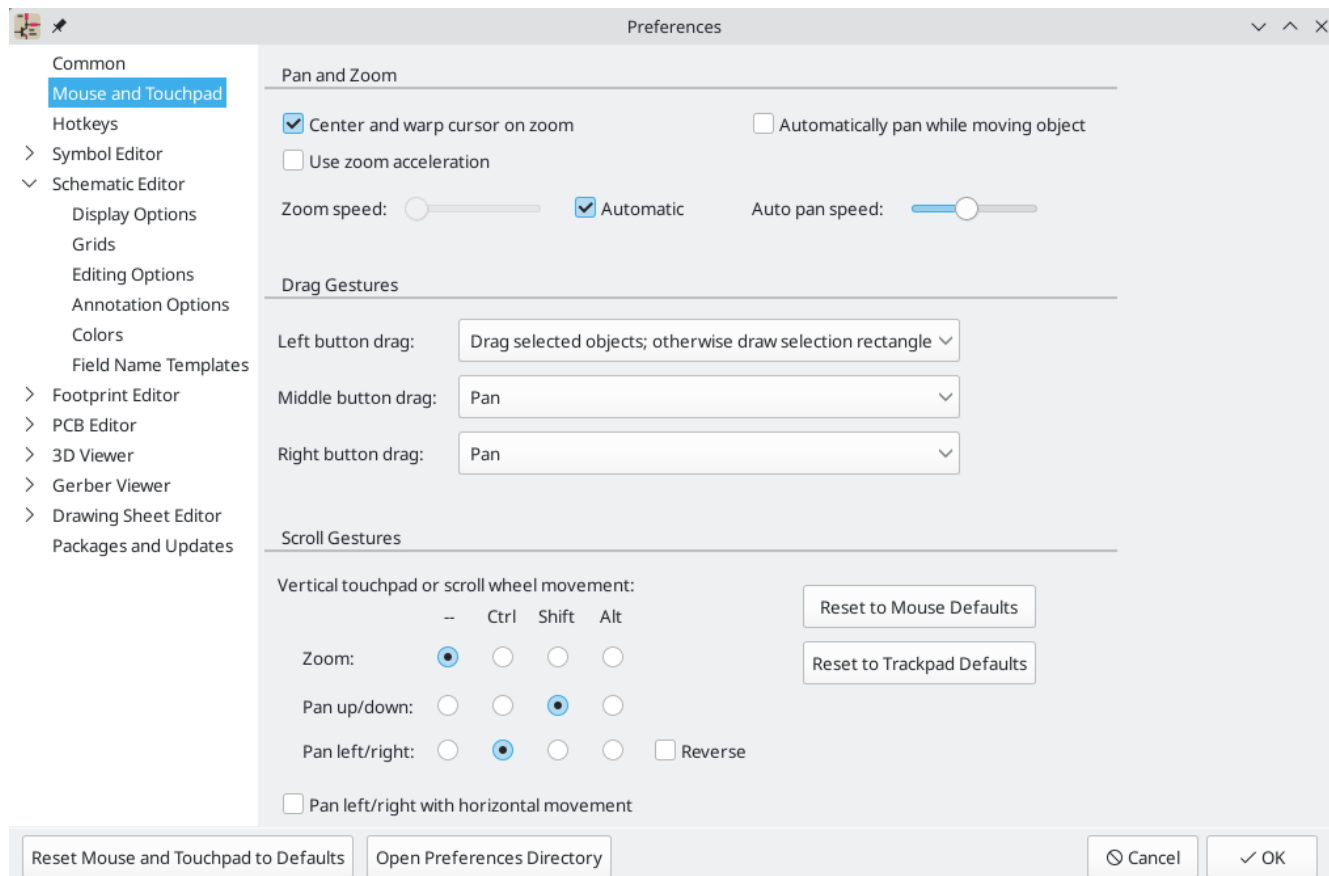 Preferences
Common
Mouse and Touchpad
Hotkeys
Symbol Editor
Schematic Editor
Display Options
Grids
Editing Options
Annotation Options
Colors
Field Name Templates
Footprint Editor
PCB Editor
3D Viewer
Gerber Viewer
Drawing Sheet Editor
Packages and Updates
Pan and Zoom
Center and warp cursor on zoom
Automatically pan while moving object
Use zoom acceleration
Zoom speed:
Automatic
Auto pan speed:
Drag Gestures
Left button drag:
Drag selected objects; otherwise draw selection rectangle
Middle button drag:
Pan
Right button drag:
Pan
Scroll Gestures
Vertical touchpad or scroll wheel movement:
-- Ctrl Shift Alt
Zoom:
Pan up/down:
Pan left/right:
Reverse
Pan left/right with horizontal movement
Reset to Mouse Defaults
Reset to Trackpad Defaults
Reset Mouse and Touchpad to Defaults
Open Preferences Directory
Cancel
OK